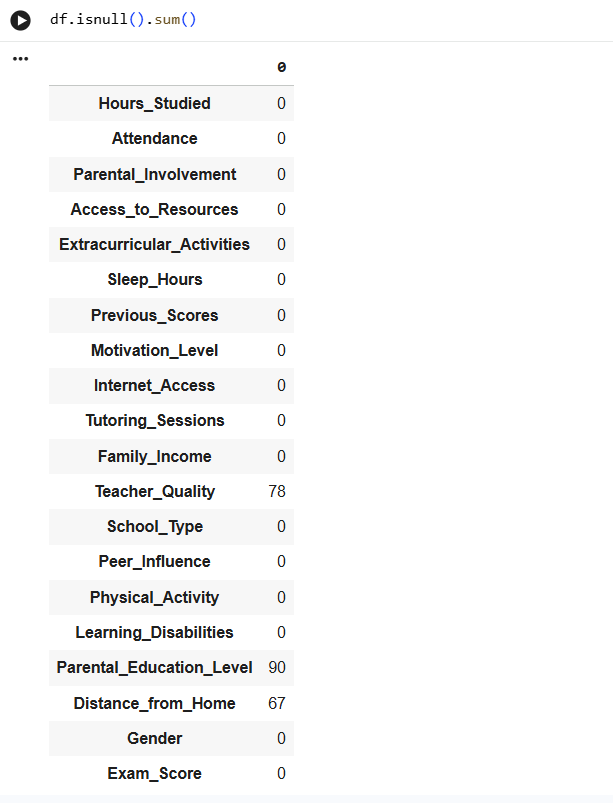 df.isnull().sum()
0
Hours_Studied 0
Attendance 0
Parental_Involvement 0
Access_to_Resources 0
Extracurricular_Activities 0
Sleep_Hours 0
Previous_Scores 0
Motivation_Level 0
Internet_Access 0
Tutoring_Sessions 0
Family_Income 0
Teacher_Quality 78
School_Type 0
Peer_Influence 0
Physical_Activity 0
Learning_Disabilities 0
Parental_Education_Level 90
Distance_from_Home 67
Gender 0
Exam_Score 0